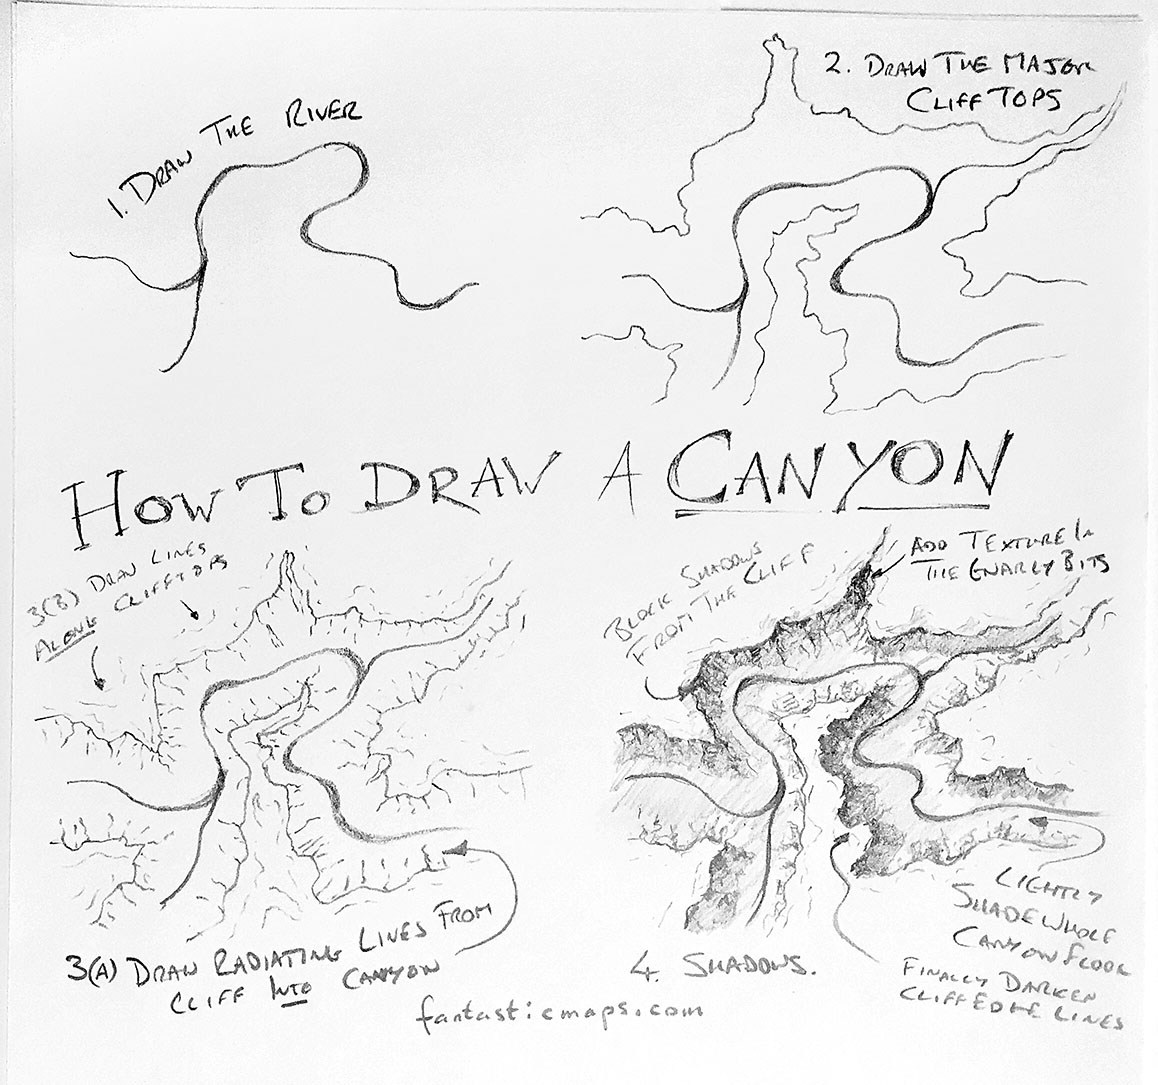 1. DRAW THE RIVER
2. DRAW THE MAJOR
CLIFF TOPS
HOW TO DRAW A CANYON
3(B) DRAW LINES
ALONG CLIFFTOPS
3(A) DRAW RADIATING LINES FROM
CLIFF INTO CANYON
BLOCK SHADOWS
FROM THE CLIFF
ADD TEXTURE IN
THE GNARLY BITS
4. SHADOWS.
LIGHTLY
SHADE WHOLE
CANYON FLOOR
FINALLY DARKEN
CLIFF EDGE LINES
fantasticmaps.com